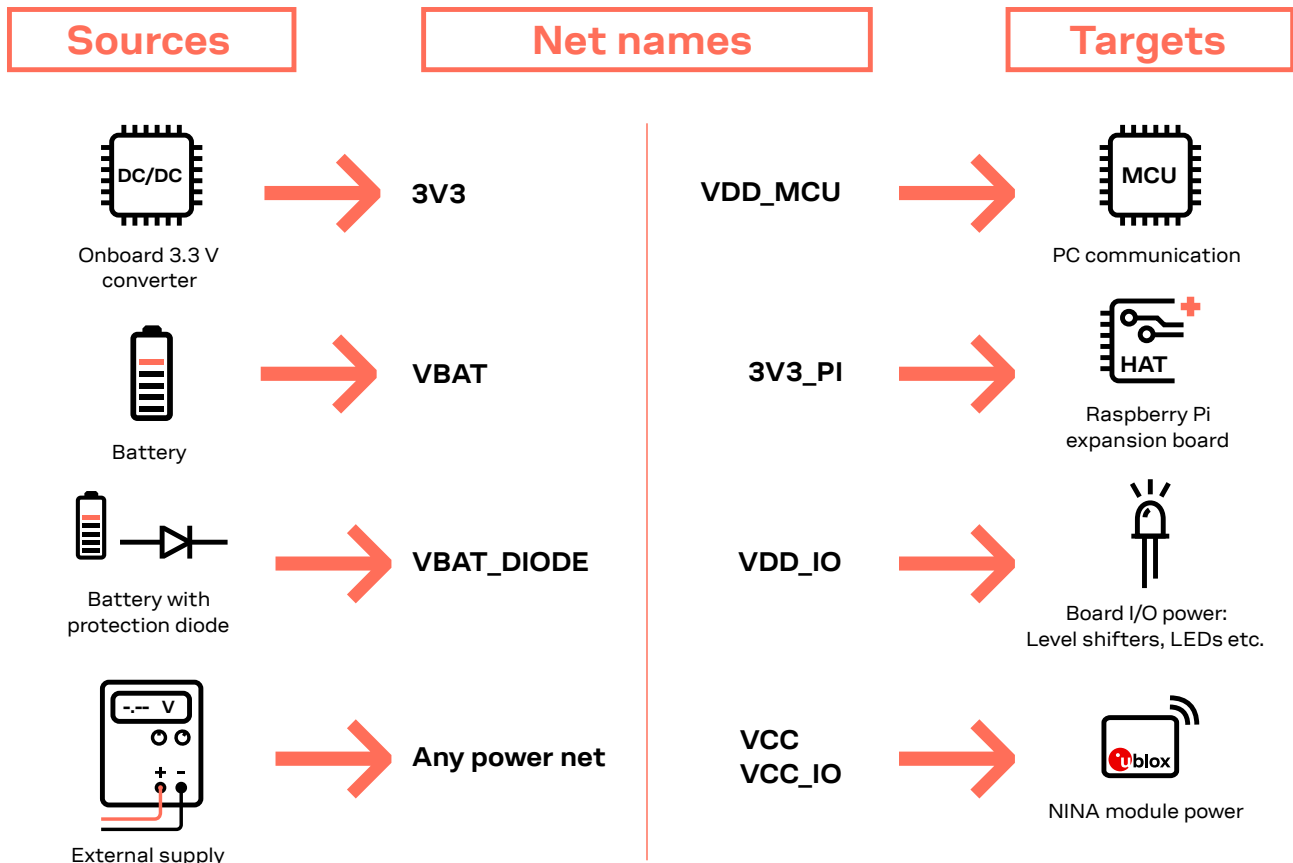 Sources
Net names
Targets
DC/DC
Onboard 3.3 V
converter
3V3
VDD_MCU
MCU
PC communication
Battery
VBAT
3V3_PI
HAT
Raspberry Pi
expansion board
Battery with
protection diode
VBAT_DIODE
VDD_IO
Board I/O power:
Level shifters, LEDs etc.
-.-- V
+ -
External supply
Any power net
VCC
VCC_IO
ublox
NINA module power